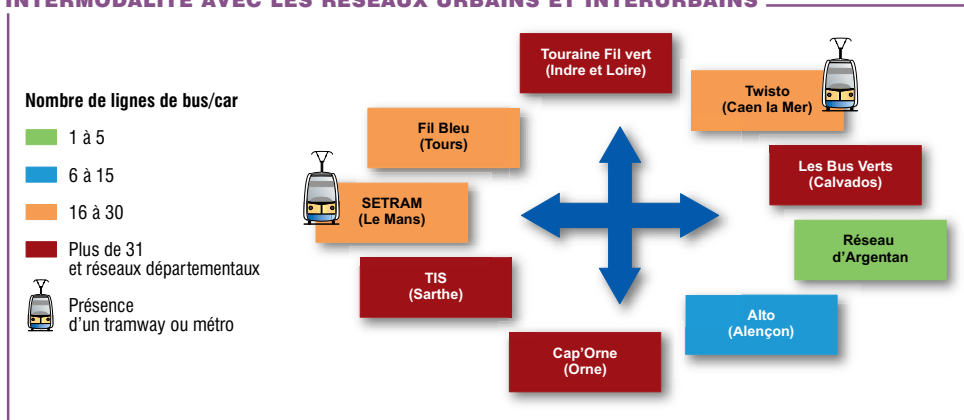 INTERMODALITÉ AVEC LES RÉSEAUX URBAINS ET INTERURBAINS
Nombre de lignes de bus/car
1 à 5
6 à 15
16 à 30
Plus de 31
et réseaux départementaux
Présence
d'un tramway ou métro
Touraine Fil vert
(Indre et Loire)
Twisto
(Caen la Mer)
Fil Bleu
(Tours)
Les Bus Verts
(Calvados)
SETRAM
(Le Mans)
Réseau
d'Argentan
TIS
(Sarthe)
Alto
(Alençon)
Cap'Orne
(Orne)